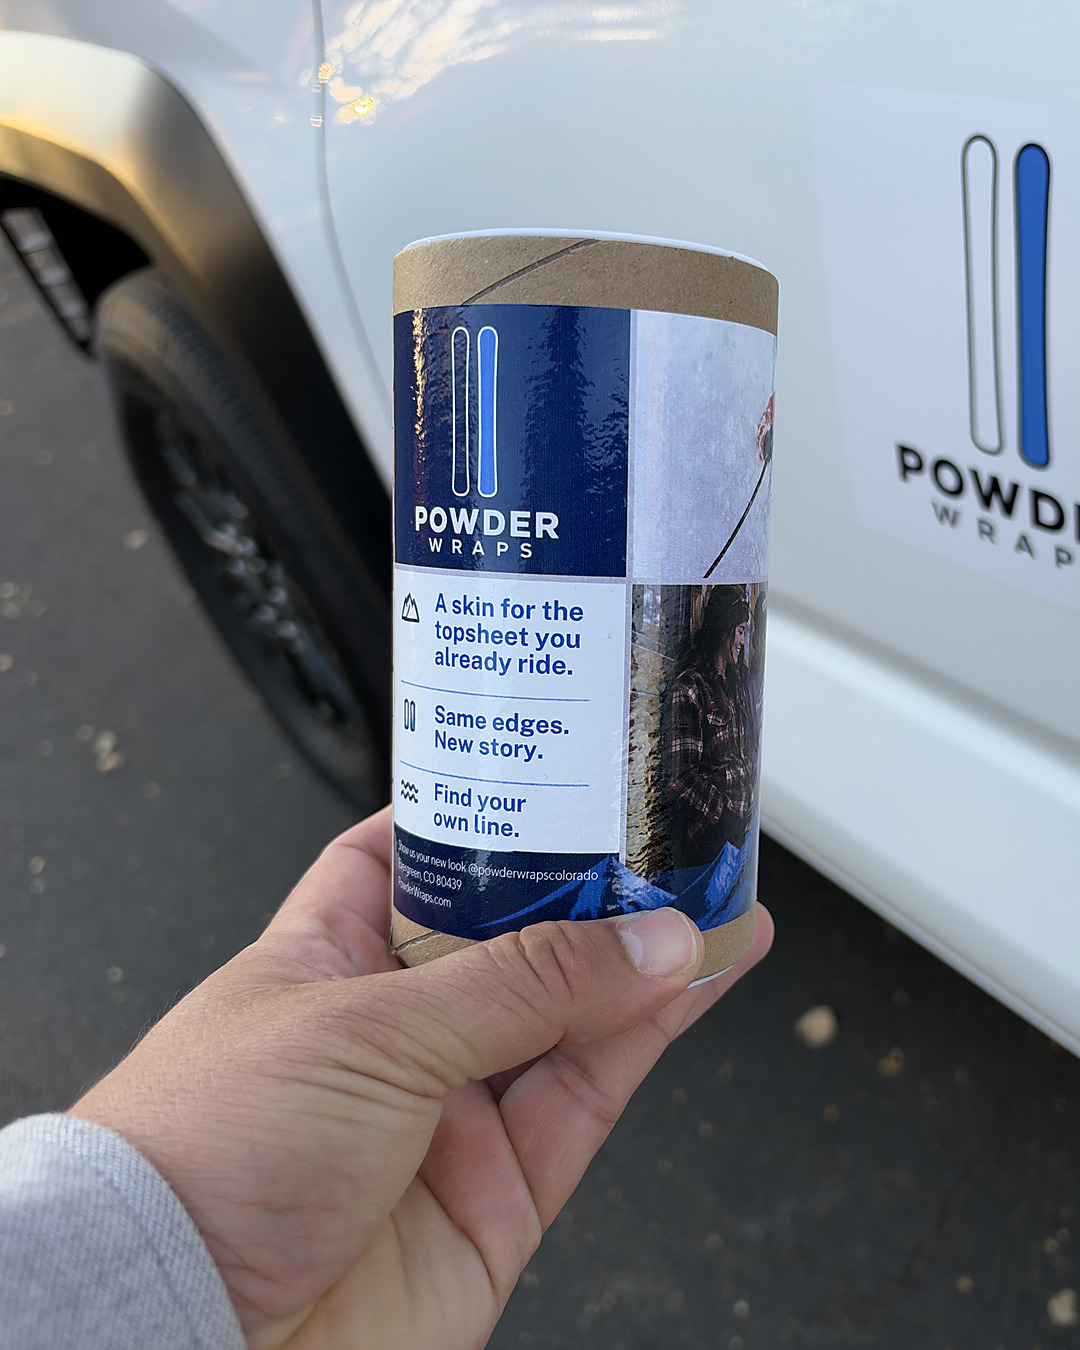 POWDER
WRAPS
A skin for the
topsheet you
already ride.
Same edges.
New story.
Find your
own line.
Show us your new look @powderwrapscolorado
Evergreen, CO 80439
PowderWraps.com
POWD
WRAP